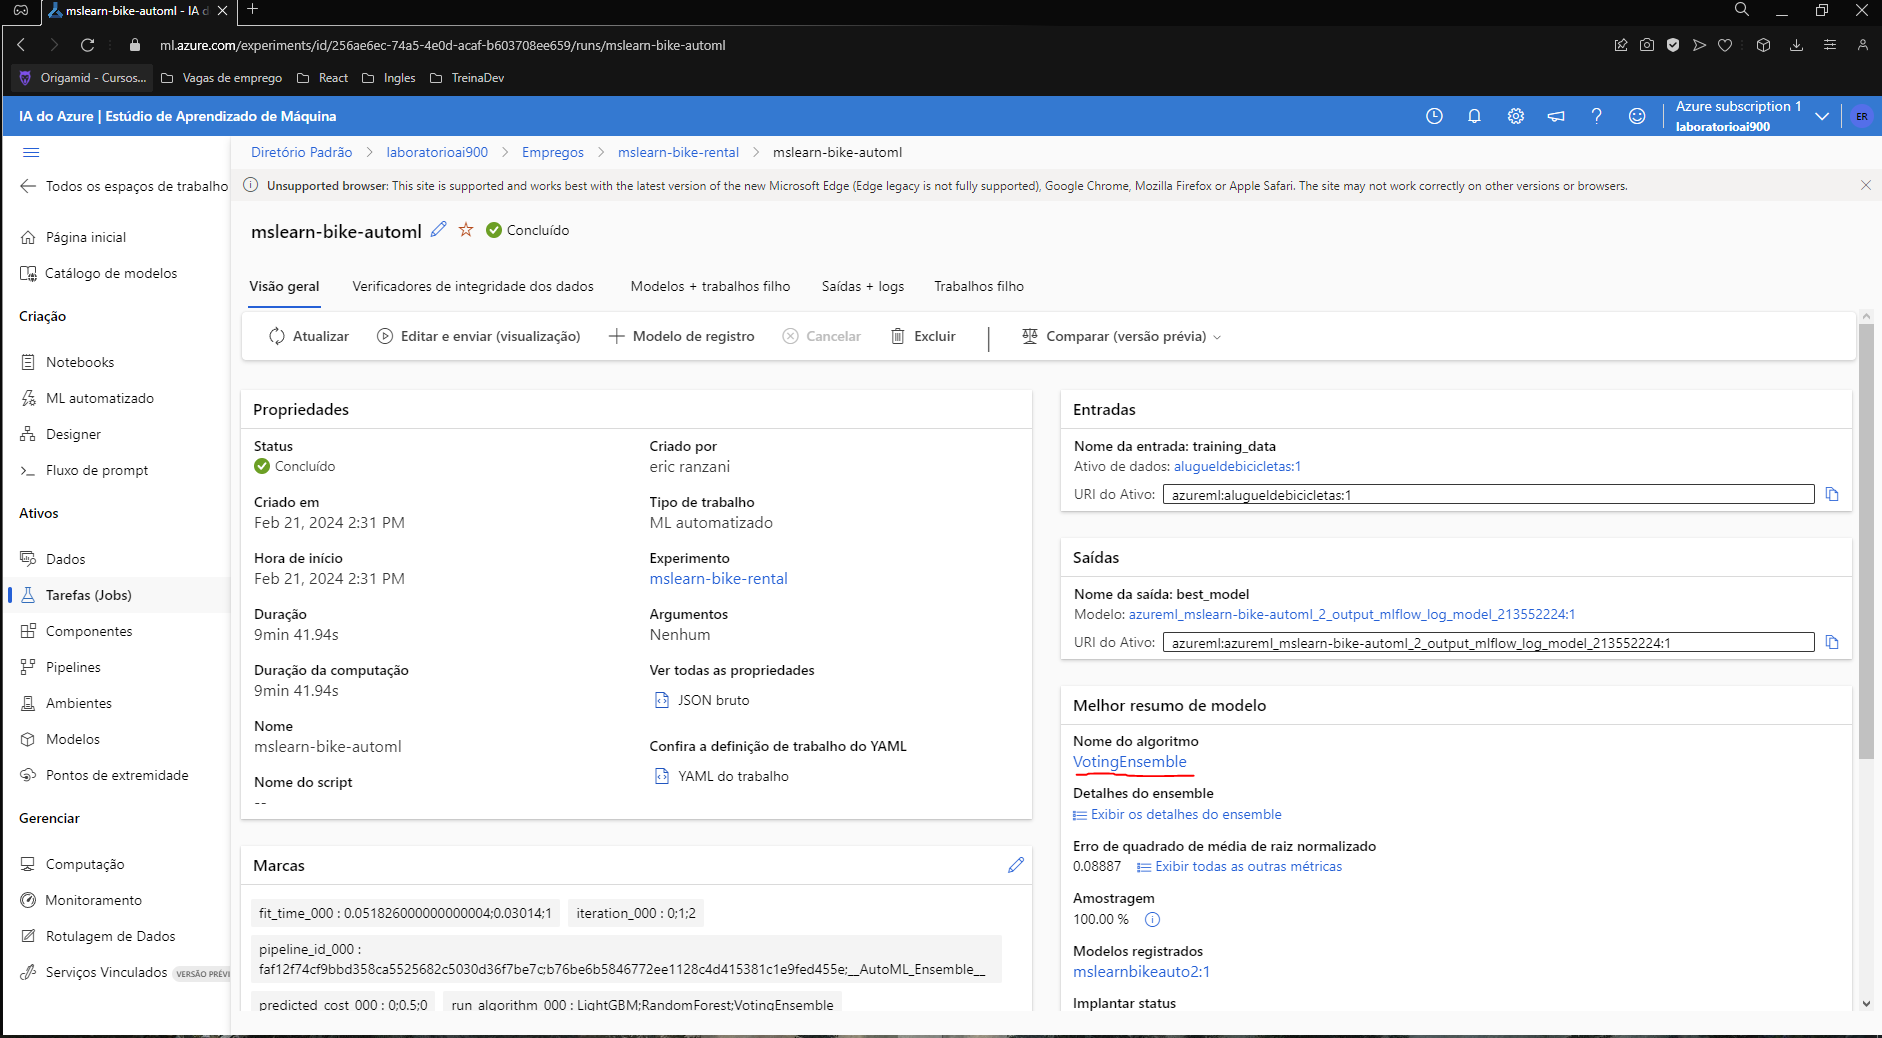 mslearn-bike-automl - IA d
ml.azure.com/experiments/id/256ae6ec-74a5-4e0d-acaf-b603708ee659/runs/mslearn-bike-automl
Origamid - Cursos... Vagas de emprego React Ingles TreinaDev
IA do Azure | Estúdio de Aprendizado de Máquina
Azure subscription 1
laboratorioai900
ER
Diretório Padrão > laboratorioai900 > Empregos > mslearn-bike-rental > mslearn-bike-automl
Unsupported browser: This site is supported and works best with the latest version of the new Microsoft Edge (Edge legacy is not fully supported), Google Chrome, Mozilla Firefox or Apple Safari. The site may not work correctly on other versions or browsers.
Todos os espaços de trabalho
Página inicial
Catálogo de modelos
Criação
Notebooks
ML automatizado
Designer
Fluxo de prompt
Ativos
Dados
Tarefas (Jobs)
Componentes
Pipelines
Ambientes
Modelos
Pontos de extremidade
Gerenciar
Computação
Monitoramento
Rotulagem de Dados
Serviços Vinculados VERSÃO PRÉVI
mslearn-bike-automl Concluído
Visão geral Verificadores de integridade dos dados Modelos + trabalhos filho Saídas + logs Trabalhos filho
Atualizar Editar e enviar (visualização) Modelo de registro Cancelar Excluir | Comparar (versão prévia)
Propriedades
Status
Concluído
Criado em
Feb 21, 2024 2:31 PM
Hora de início
Feb 21, 2024 2:31 PM
Duração
9min 41.94s
Duração da computação
9min 41.94s
Nome
mslearn-bike-automl
Nome do script
--
Criado por
eric ranzani
Tipo de trabalho
ML automatizado
Experimento
mslearn-bike-rental
Argumentos
Nenhum
Ver todas as propriedades
JSON bruto
Confira a definição de trabalho do YAML
YAML do trabalho
Marcas
fit_time_000 : 0.051826000000000004;0.03014;1 iteration_000 : 0;1;2
pipeline_id_000 :
faf12f74cf9bbd358ca5525682c5030d36f7be7c;b76be6b5846772ee1128c4d415381c1e9fed455e;__AutoML_Ensemble__
predicted_cost_000 : 0;0.5;0 run_algorithm_000 : LightGBM;RandomForest;VotingEnsemble
Entradas
Nome da entrada: training_data
Ativo de dados: alugueldebicicletas:1
URI do Ativo: azureml:alugueldebicicletas:1
Saídas
Nome da saída: best_model
Modelo: azureml_mslearn-bike-automl_2_output_mlflow_log_model_213552224:1
URI do Ativo: azureml:azureml_mslearn-bike-automl_2_output_mlflow_log_model_213552224:1
Melhor resumo de modelo
Nome do algoritmo
VotingEnsemble
Detalhes do ensemble
Exibir os detalhes do ensemble
Erro de quadrado de média de raiz normalizado
0.08887 Exibir todas as outras métricas
Amostragem
100.00 %
Modelos registrados
mslearnbikeauto2:1
Implantar status